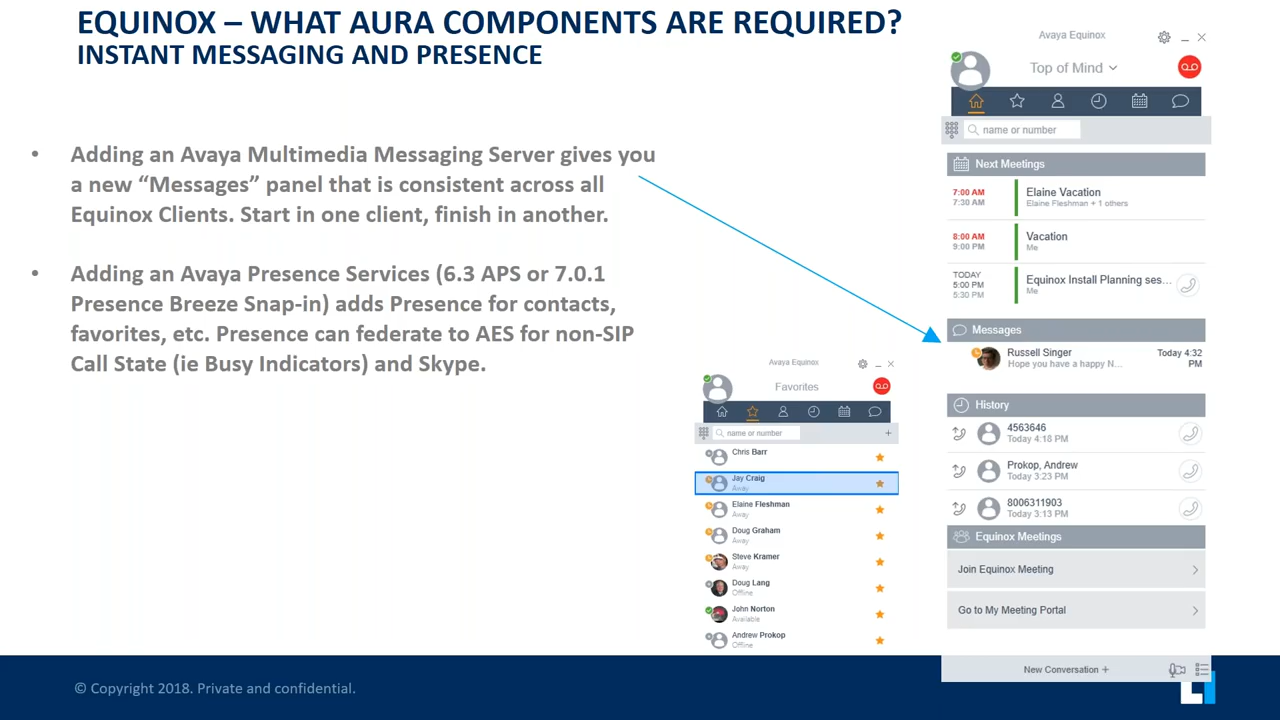 EQUINOX – WHAT AURA COMPONENTS ARE REQUIRED?
INSTANT MESSAGING AND PRESENCE
• Adding an Avaya Multimedia Messaging Server gives you
a new “Messages” panel that is consistent across all
Equinox Clients. Start in one client, finish in another.
• Adding an Avaya Presence Services (6.3 APS or 7.0.1
Presence Breeze Snap-in) adds Presence for contacts,
favorites, etc. Presence can federate to AES for non-SIP
Call State (ie Busy Indicators) and Skype.
Avaya Equinox
Favorites
name or number
Chris Barr
Jay Craig
Away
Elaine Fleshman
Away
Doug Graham
Away
Steve Kramer
Away
Doug Lang
Offline
John Norton
Available
Andrew Prokop
Offline
Avaya Equinox
Top of Mind
name or number
Next Meetings
7:00 AM Elaine Vacation
7:30 AM Elaine Fleshman + 1 others
8:00 AM Vacation
9:00 PM Me
TODAY
5:00 PM Equinox Install Planning ses...
5:30 PM Me
Messages
Russell Singer Today 4:32
Hope you have a happy N... PM
History
4563646
Today 4:18 PM
Prokop, Andrew
Today 3:23 PM
8006311903
Today 3:13 PM
Equinox Meetings
Join Equinox Meeting
Go to My Meeting Portal
New Conversation +
© Copyright 2018. Private and confidential.